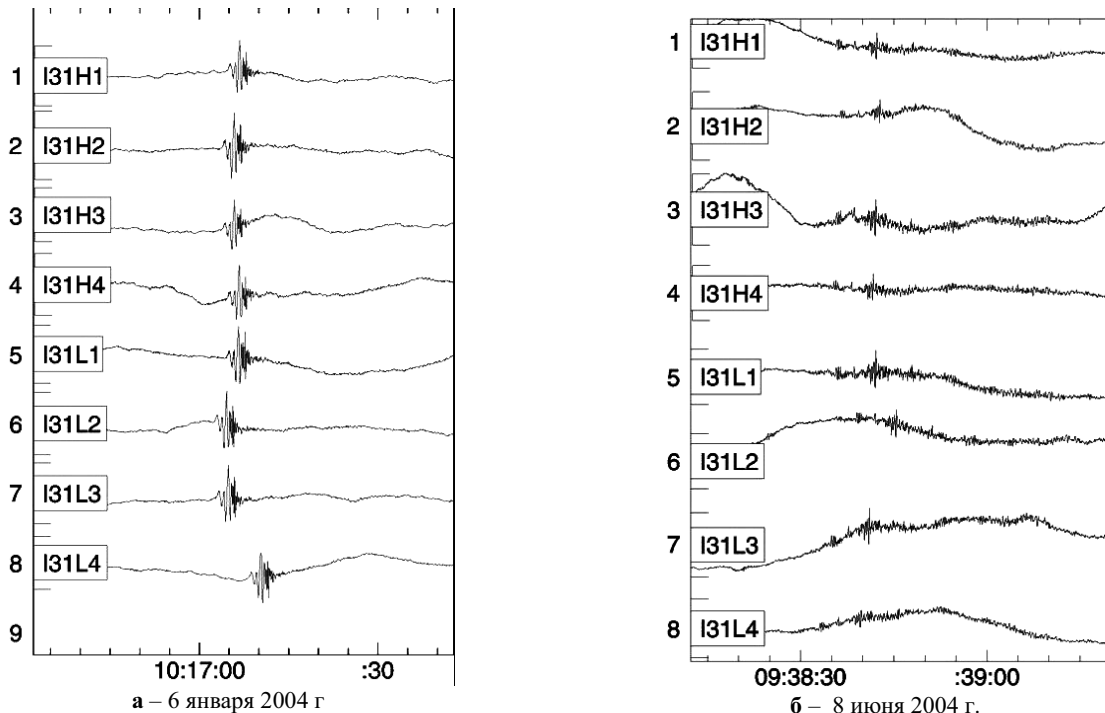 1 I31H1
2 I31H2
3 I31H3
4 I31H4
5 I31L1
6 I31L2
7 I31L3
8 I31L4
9
10:17:00 :30
а – 6 января 2004 г
1 I31H1
2 I31H2
3 I31H3
4 I31H4
5 I31L1
6 I31L2
7 I31L3
8 I31L4
09:38:30 :39:00
б – 8 июня 2004 г.